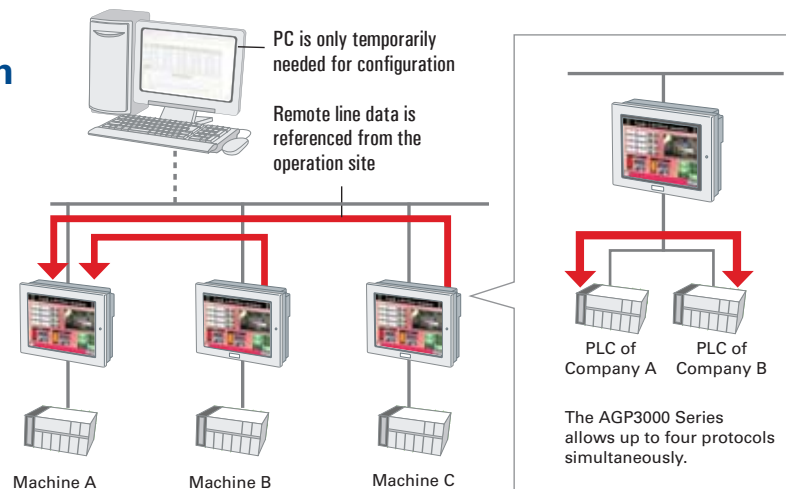 n
PC is only temporarily
needed for configuration
Remote line data is
referenced from the
operation site
Machine A
Machine B
Machine C
PLC of
Company A
PLC of
Company B
The AGP3000 Series
allows up to four protocols
simultaneously.